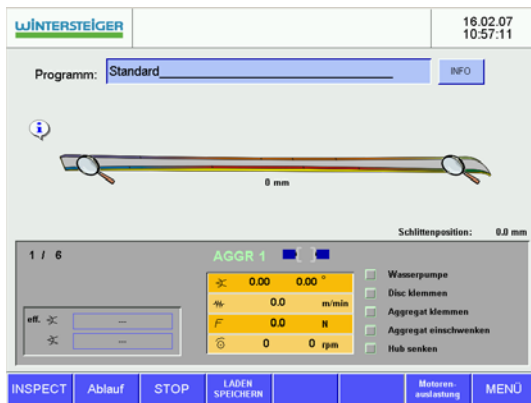 WINTERSTEIGER
16.02.07
10:57:11
Programm: Standard INFO
0 mm
Schlittenposition: 0.0 mm
1 / 6 AGGR 1
0.00 0.00 °
0.0 m/min
F 0.0 N
0 0 rpm
eff. ---
---
Wasserpumpe
Disc klemmen
Aggregat klemmen
Aggregat einschwenken
Hub senken
INSPECT Ablauf STOP LADEN SPEICHERN Motoren-auslastung MENÜ